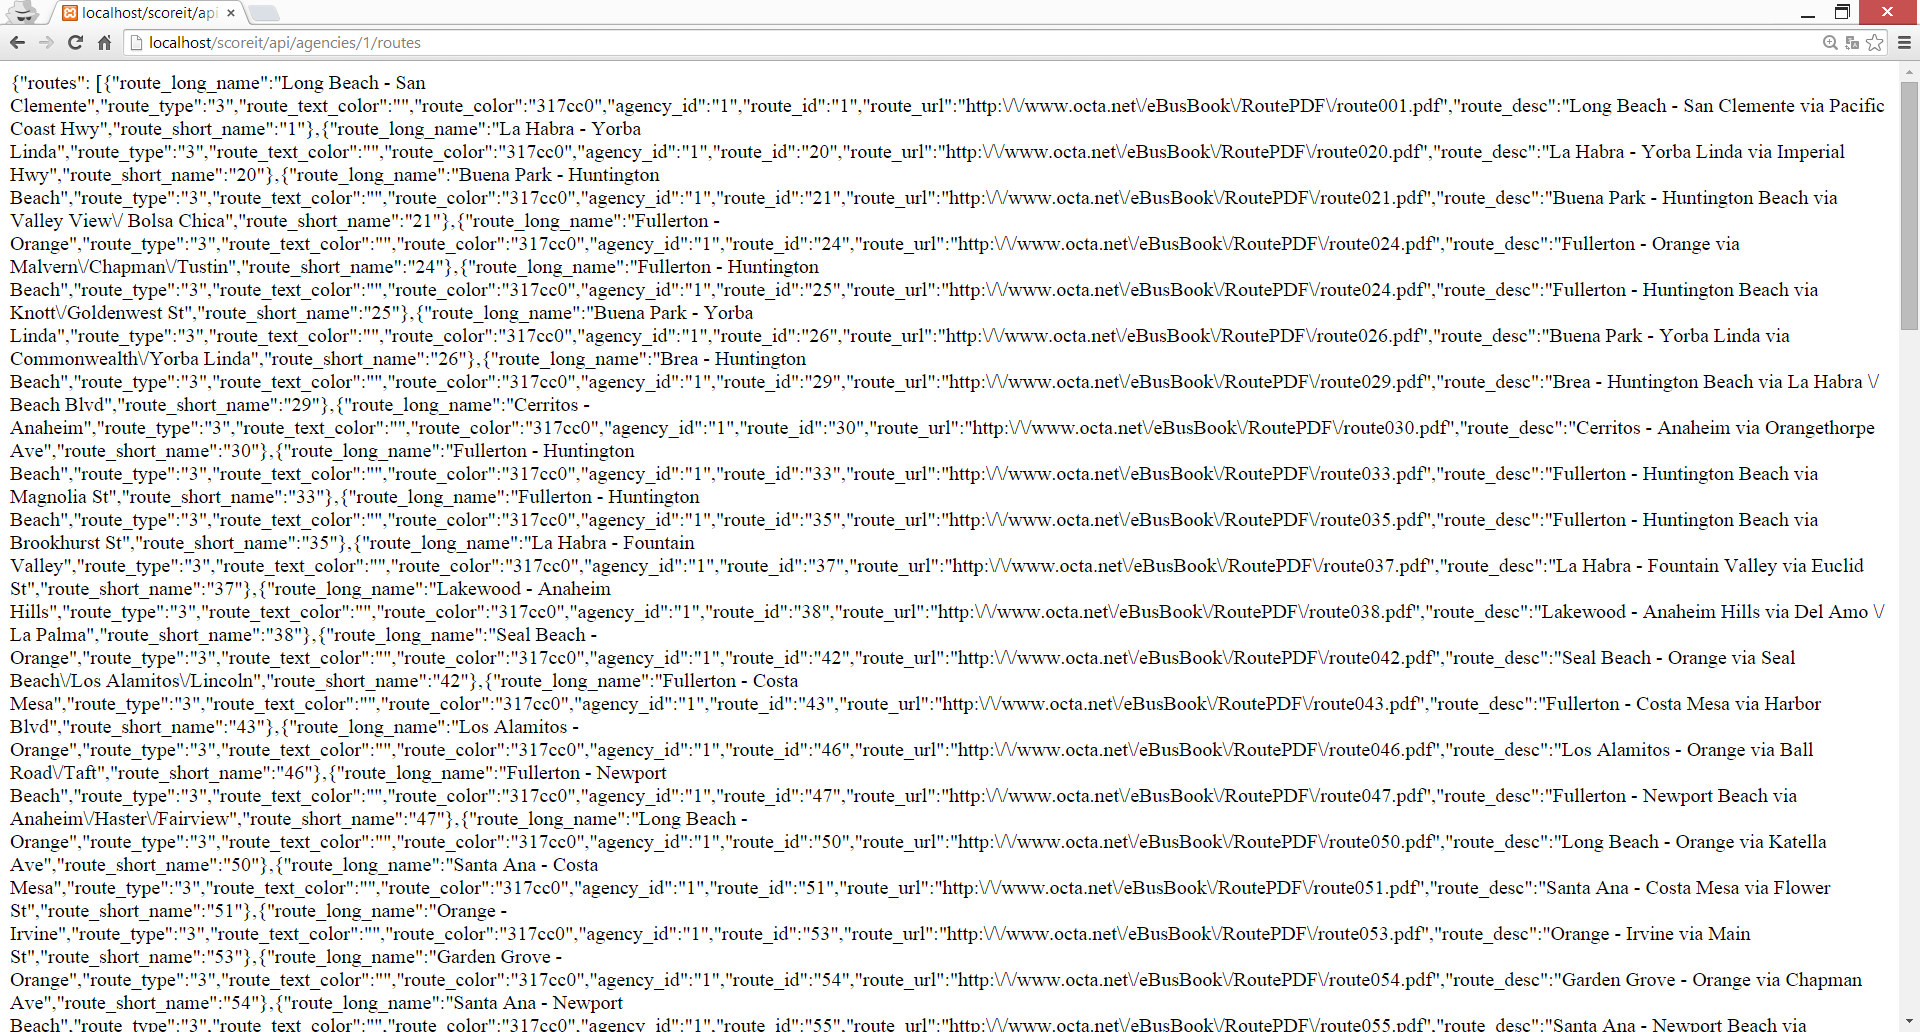 localhost/scoreit/api
localhost/scoreit/api/agencies/1/routes
{"routes": [{"route_long_name":"Long Beach - San
Clemente","route_type":"3","route_text_color":"","route_color":"317cc0","agency_id":"1","route_id":"1","route_url":"http:\/\/www.octa.net\/eBusBook\/RoutePDF\/route001.pdf","route_desc":"Long Beach - San Clemente via Pacific
Coast Hwy","route_short_name":"1"},{"route_long_name":"La Habra - Yorba
Linda","route_type":"3","route_text_color":"","route_color":"317cc0","agency_id":"1","route_id":"20","route_url":"http:\/\/www.octa.net\/eBusBook\/RoutePDF\/route020.pdf","route_desc":"La Habra - Yorba Linda via Imperial
Hwy","route_short_name":"20"},{"route_long_name":"Buena Park - Huntington
Beach","route_type":"3","route_text_color":"","route_color":"317cc0","agency_id":"1","route_id":"21","route_url":"http:\/\/www.octa.net\/eBusBook\/RoutePDF\/route021.pdf","route_desc":"Buena Park - Huntington Beach via
Valley View\/ Bolsa Chica","route_short_name":"21"},{"route_long_name":"Fullerton -
Orange","route_type":"3","route_text_color":"","route_color":"317cc0","agency_id":"1","route_id":"24","route_url":"http:\/\/www.octa.net\/eBusBook\/RoutePDF\/route024.pdf","route_desc":"Fullerton - Orange via
Malvern\/Chapman\/Tustin","route_short_name":"24"},{"route_long_name":"Fullerton - Huntington
Beach","route_type":"3","route_text_color":"","route_color":"317cc0","agency_id":"1","route_id":"25","route_url":"http:\/\/www.octa.net\/eBusBook\/RoutePDF\/route024.pdf","route_desc":"Fullerton - Huntington Beach via
Knott\/Goldenwest St","route_short_name":"25"},{"route_long_name":"Buena Park - Yorba
Linda","route_type":"3","route_text_color":"","route_color":"317cc0","agency_id":"1","route_id":"26","route_url":"http:\/\/www.octa.net\/eBusBook\/RoutePDF\/route026.pdf","route_desc":"Buena Park - Yorba Linda via
Commonwealth\/Yorba Linda","route_short_name":"26"},{"route_long_name":"Brea - Huntington
Beach","route_type":"3","route_text_color":"","route_color":"317cc0","agency_id":"1","route_id":"29","route_url":"http:\/\/www.octa.net\/eBusBook\/RoutePDF\/route029.pdf","route_desc":"Brea - Huntington Beach via La Habra \/
Beach Blvd","route_short_name":"29"},{"route_long_name":"Cerritos -
Anaheim","route_type":"3","route_text_color":"","route_color":"317cc0","agency_id":"1","route_id":"30","route_url":"http:\/\/www.octa.net\/eBusBook\/RoutePDF\/route030.pdf","route_desc":"Cerritos - Anaheim via Orangethorpe
Ave","route_short_name":"30"},{"route_long_name":"Fullerton - Huntington
Beach","route_type":"3","route_text_color":"","route_color":"317cc0","agency_id":"1","route_id":"33","route_url":"http:\/\/www.octa.net\/eBusBook\/RoutePDF\/route033.pdf","route_desc":"Fullerton - Huntington Beach via
Magnolia St","route_short_name":"33"},{"route_long_name":"Fullerton - Huntington
Beach","route_type":"3","route_text_color":"","route_color":"317cc0","agency_id":"1","route_id":"35","route_url":"http:\/\/www.octa.net\/eBusBook\/RoutePDF\/route035.pdf","route_desc":"Fullerton - Huntington Beach via
Brookhurst St","route_short_name":"35"},{"route_long_name":"La Habra - Fountain
Valley","route_type":"3","route_text_color":"","route_color":"317cc0","agency_id":"1","route_id":"37","route_url":"http:\/\/www.octa.net\/eBusBook\/RoutePDF\/route037.pdf","route_desc":"La Habra - Fountain Valley via Euclid
St","route_short_name":"37"},{"route_long_name":"Lakewood - Anaheim
Hills","route_type":"3","route_text_color":"","route_color":"317cc0","agency_id":"1","route_id":"38","route_url":"http:\/\/www.octa.net\/eBusBook\/RoutePDF\/route038.pdf","route_desc":"Lakewood - Anaheim Hills via Del Amo \/
La Palma","route_short_name":"38"},{"route_long_name":"Seal Beach -
Orange","route_type":"3","route_text_color":"","route_color":"317cc0","agency_id":"1","route_id":"42","route_url":"http:\/\/www.octa.net\/eBusBook\/RoutePDF\/route042.pdf","route_desc":"Seal Beach - Orange via Seal
Beach\/Los Alamitos\/Lincoln","route_short_name":"42"},{"route_long_name":"Fullerton - Costa
Mesa","route_type":"3","route_text_color":"","route_color":"317cc0","agency_id":"1","route_id":"43","route_url":"http:\/\/www.octa.net\/eBusBook\/RoutePDF\/route043.pdf","route_desc":"Fullerton - Costa Mesa via Harbor
Blvd","route_short_name":"43"},{"route_long_name":"Los Alamitos -
Orange","route_type":"3","route_text_color":"","route_color":"317cc0","agency_id":"1","route_id":"46","route_url":"http:\/\/www.octa.net\/eBusBook\/RoutePDF\/route046.pdf","route_desc":"Los Alamitos - Orange via Ball
Road\/Taft","route_short_name":"46"},{"route_long_name":"Fullerton - Newport
Beach","route_type":"3","route_text_color":"","route_color":"317cc0","agency_id":"1","route_id":"47","route_url":"http:\/\/www.octa.net\/eBusBook\/RoutePDF\/route047.pdf","route_desc":"Fullerton - Newport Beach via
Anaheim\/Haster\/Fairview","route_short_name":"47"},{"route_long_name":"Long Beach -
Orange","route_type":"3","route_text_color":"","route_color":"317cc0","agency_id":"1","route_id":"50","route_url":"http:\/\/www.octa.net\/eBusBook\/RoutePDF\/route050.pdf","route_desc":"Long Beach - Orange via Katella
Ave","route_short_name":"50"},{"route_long_name":"Santa Ana - Costa
Mesa","route_type":"3","route_text_color":"","route_color":"317cc0","agency_id":"1","route_id":"51","route_url":"http:\/\/www.octa.net\/eBusBook\/RoutePDF\/route051.pdf","route_desc":"Santa Ana - Costa Mesa via Flower
St","route_short_name":"51"},{"route_long_name":"Orange -
Irvine","route_type":"3","route_text_color":"","route_color":"317cc0","agency_id":"1","route_id":"53","route_url":"http:\/\/www.octa.net\/eBusBook\/RoutePDF\/route053.pdf","route_desc":"Orange - Irvine via Main
St","route_short_name":"53"},{"route_long_name":"Garden Grove -
Orange","route_type":"3","route_text_color":"","route_color":"317cc0","agency_id":"1","route_id":"54","route_url":"http:\/\/www.octa.net\/eBusBook\/RoutePDF\/route054.pdf","route_desc":"Garden Grove - Orange via Chapman
Ave","route_short_name":"54"},{"route_long_name":"Santa Ana - Newport
Beach","route_type":"3","route_text_color":"","route_color":"317cc0","agency_id":"1","route_id":"55","route_url":"http:\/\/www.octa.net\/eBusBook\/RoutePDF\/route055.pdf","route_desc":"Santa Ana - Newport Beach via